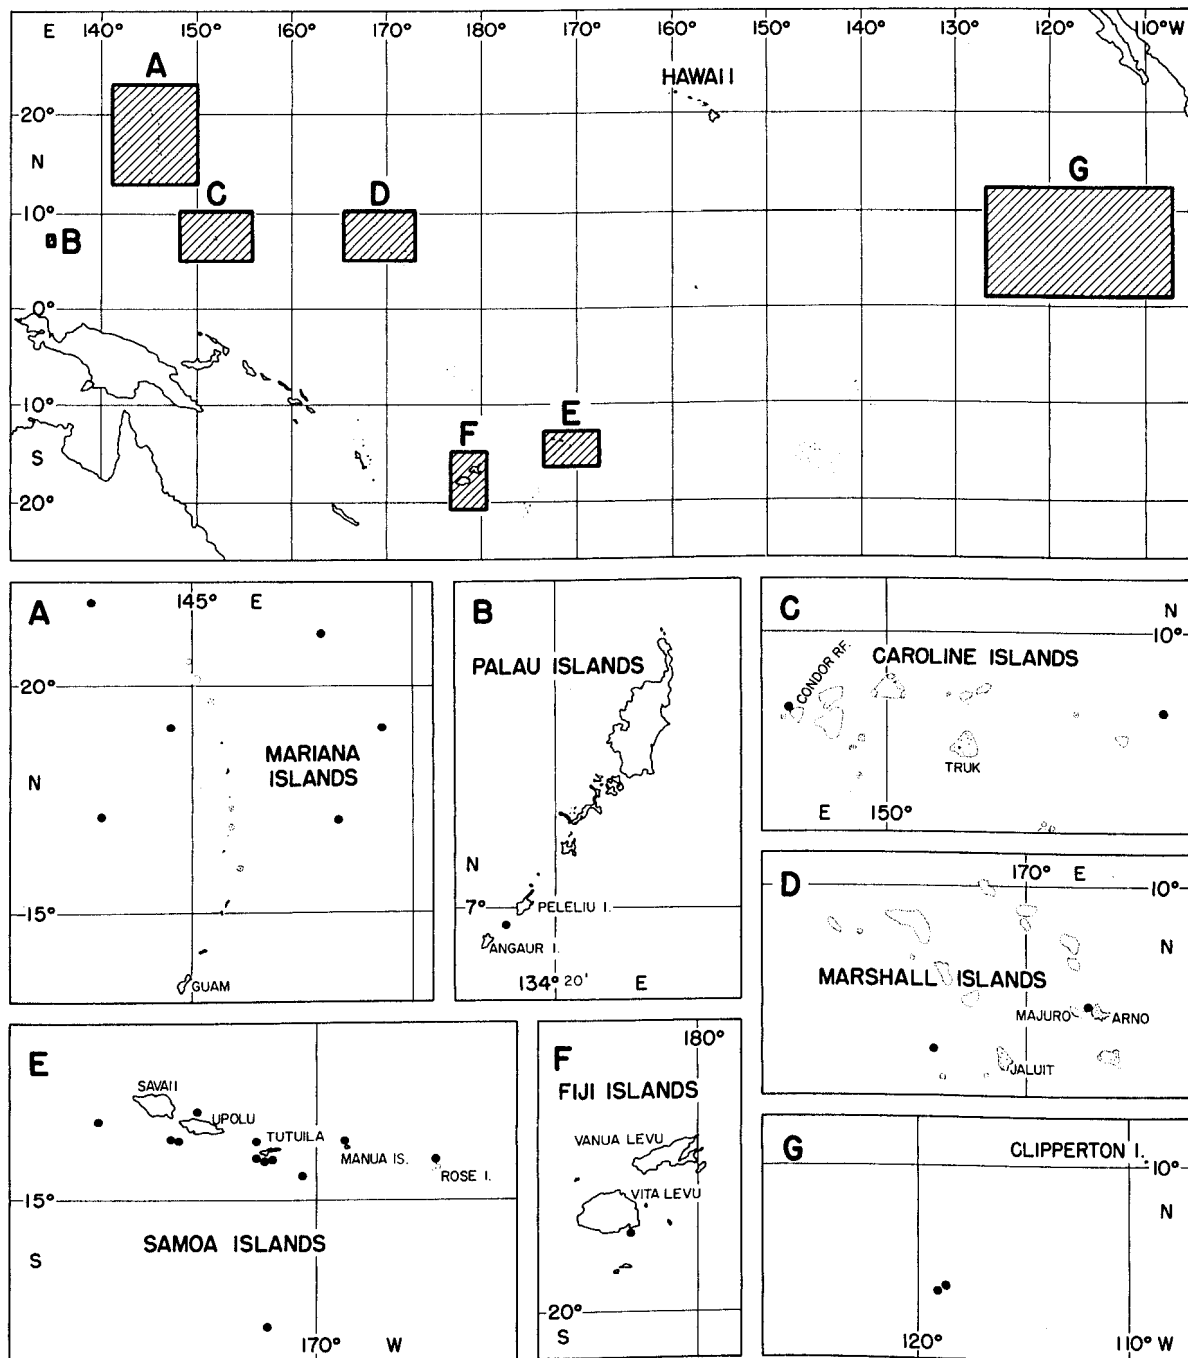 E 140° 150° 160° 170° 180° 170° 160° 150° 140° 130° 120° 110° W
HAWAII
A
20°
N
G
C
D
10°
B
0°
10°
F
E
S
20°
A
145° E
20°
MARIANA
ISLANDS
N
15°
GUAM
B
PALAU ISLANDS
N
7°
PELELIU I.
ANGAUR I.
134° 20' E
C
N
10°
CONDOR RF.
CAROLINE ISLANDS
TRUK
E 150°
D
170° E
10°
N
MARSHALL ISLANDS
MAJURO
ARNO
JALUIT
E
SAVAII
UPOLU
TUTUILA
MANUA IS.
ROSE I.
15°
SAMOA ISLANDS
S
170° W
F
180°
FIJI ISLANDS
VANUA LEVU
VITA LEVU
20°
S
G
CLIPPERTON I.
10°
N
120° 110° W